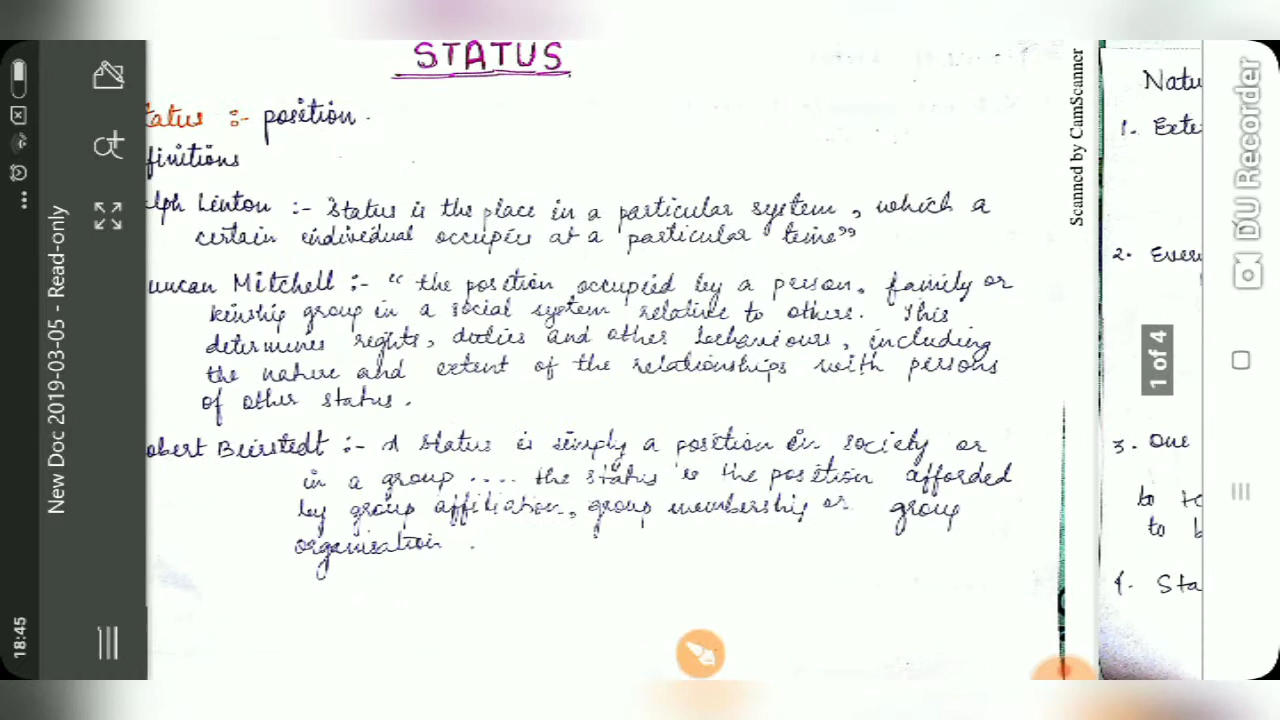 STATUS
tatus :- position.
finitions
alph Linton :- Status is the place in a particular system, which a
certain individual occupies at a particular time”
uncan Mitchell :- “ the position occupied by a person, family or
kinship group in a social system relative to others. This
determines rights, duties and other behaviours, including
the nature and extent of the relationships with persons
of other status.
obert Beirstedt :- A status is simply a position in society or
in a group .... the status is the position afforded
by group affiliation, group membership or group
organisation.
Scanned by CamScanner
Natu
1. Exte
2. Ever
3. One
to ta
to b
4. Sta
New Doc 2019-03-05 - Read-only
18:45
1 of 4
DU Recorder